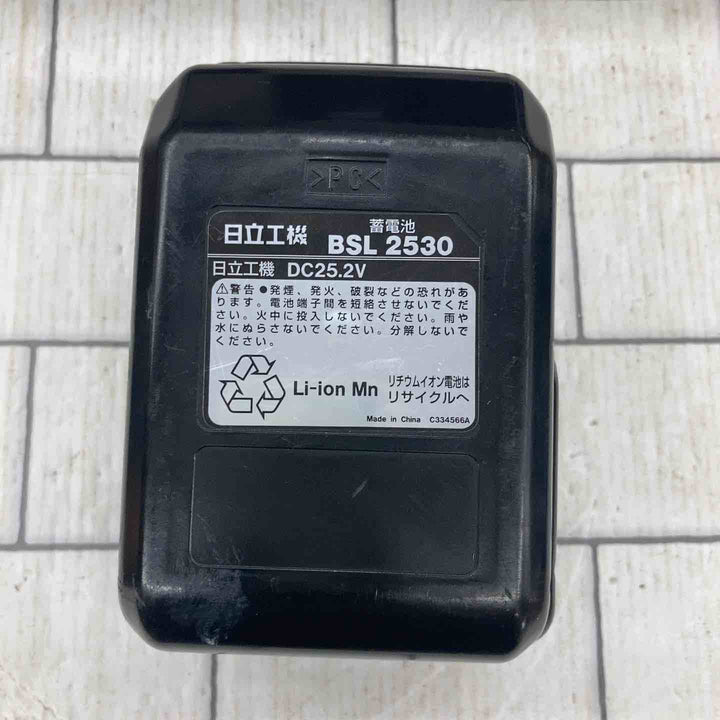 >PC<
日立工機
蓄電池
BSL 2530
日立工機 DC25.2V
⚠警告●発煙、発火、破裂などの恐れがあ
ります。電池端子間を短絡させないでくだ
さい。火中に投入しないでください。雨や
水にぬらさないでください。分解しないで
ください。
Li-ion Mn
リチウムイオン電池は
リサイクルへ
Made in China C334566A